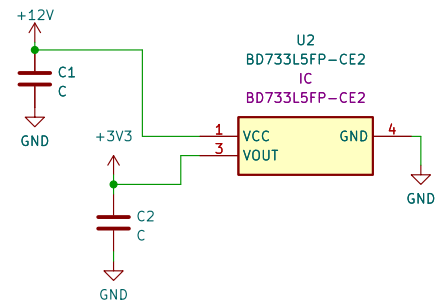 +12V
C1
C
GND
U2
BD733L5FP-CE2
IC
BD733L5FP-CE2
1
VCC
3
VOUT
GND
4
GND
+3V3
C2
C
GND